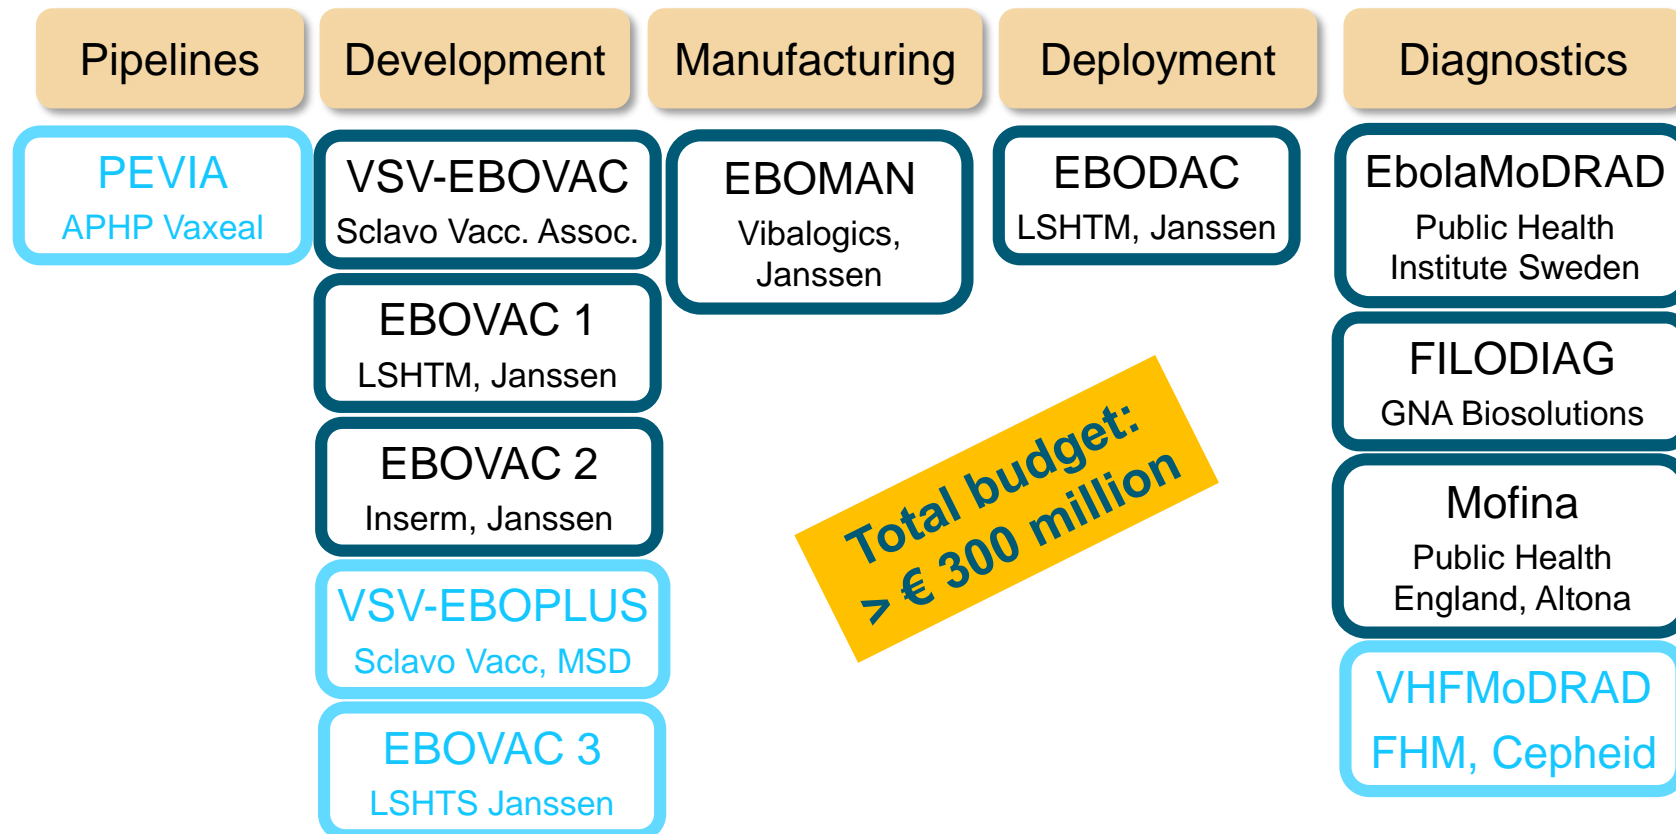 Pipelines
Development
Manufacturing
Deployment
Diagnostics
PEVIA
APHP Vaxeal
VSV-EBOVAC
Sclavo Vacc. Assoc.
EBOVAC 1
LSHTM, Janssen
EBOVAC 2
Inserm, Janssen
VSV-EBOPLUS
Sclavo Vacc, MSD
EBOVAC 3
LSHTS Janssen
EBOMAN
Vibalogics,
Janssen
EBODAC
LSHTM, Janssen
Total budget:
> € 300 million
EbolaMoDRAD
Public Health
Institute Sweden
FILODIAG
GNA Biosolutions
Mofina
Public Health
England, Altona
VHFMoDRAD
FHM, Cepheid